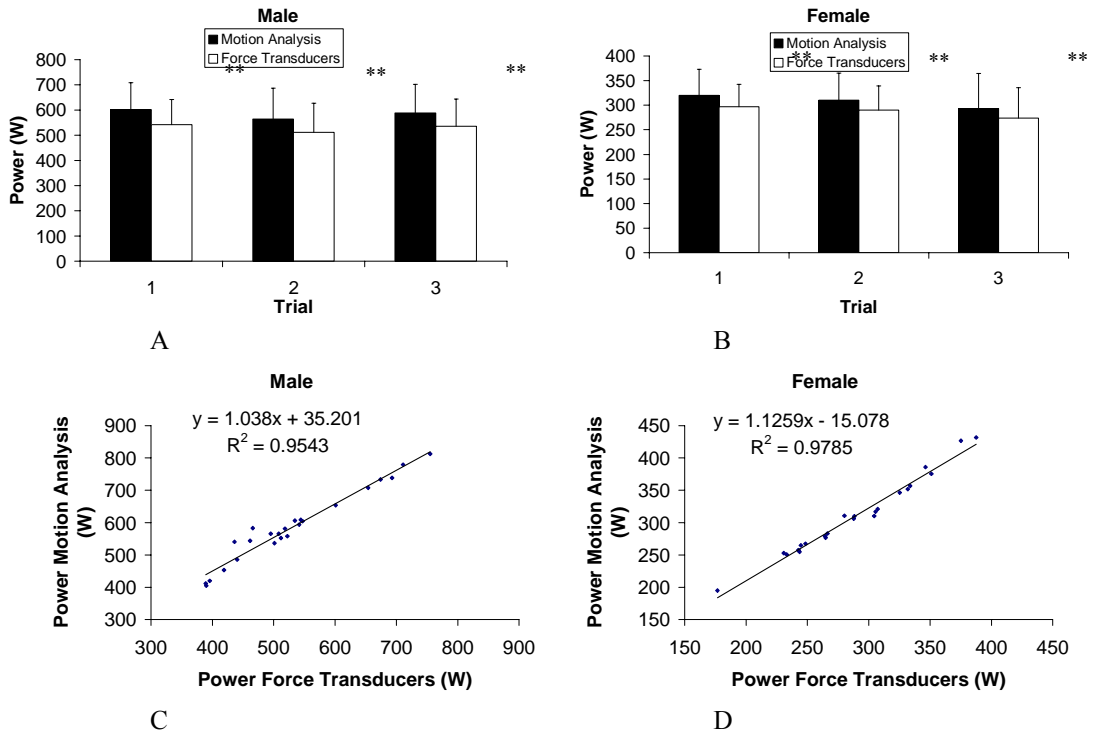 Male
Motion Analysis
Force Transducers
** ** **
800
700
600
500
400
300
200
100
0
Power (W)
1 2 3
Trial
A
Female
Motion Analysis
Force Transducers
** ** **
400
350
300
250
200
150
100
50
0
Power (W)
1 2 3
Trial
B
Male
y = 1.038x + 35.201
R² = 0.9543
900
800
700
600
500
400
300
Power Motion Analysis
(W)
300 400 500 600 700 800 900
Power Force Transducers (W)
C
Female
y = 1.1259x - 15.078
R² = 0.9785
450
400
350
300
250
200
150
Power Motion Analysis
(W)
150 200 250 300 350 400 450
Power Force Transducers (W)
D